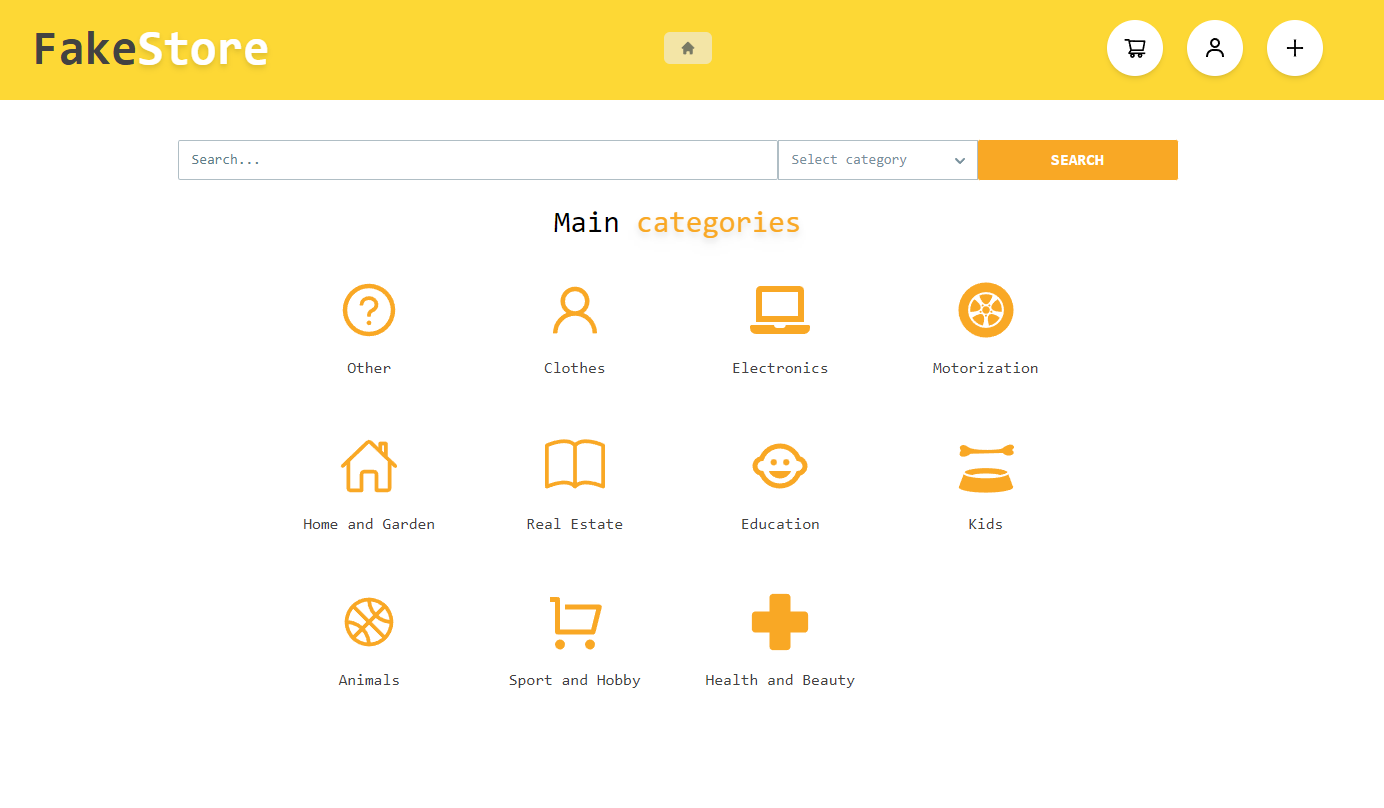 FakeStore
Search...
Select category
SEARCH
Main categories
Other
Clothes
Electronics
Motorization
Home and Garden
Real Estate
Education
Kids
Animals
Sport and Hobby
Health and Beauty